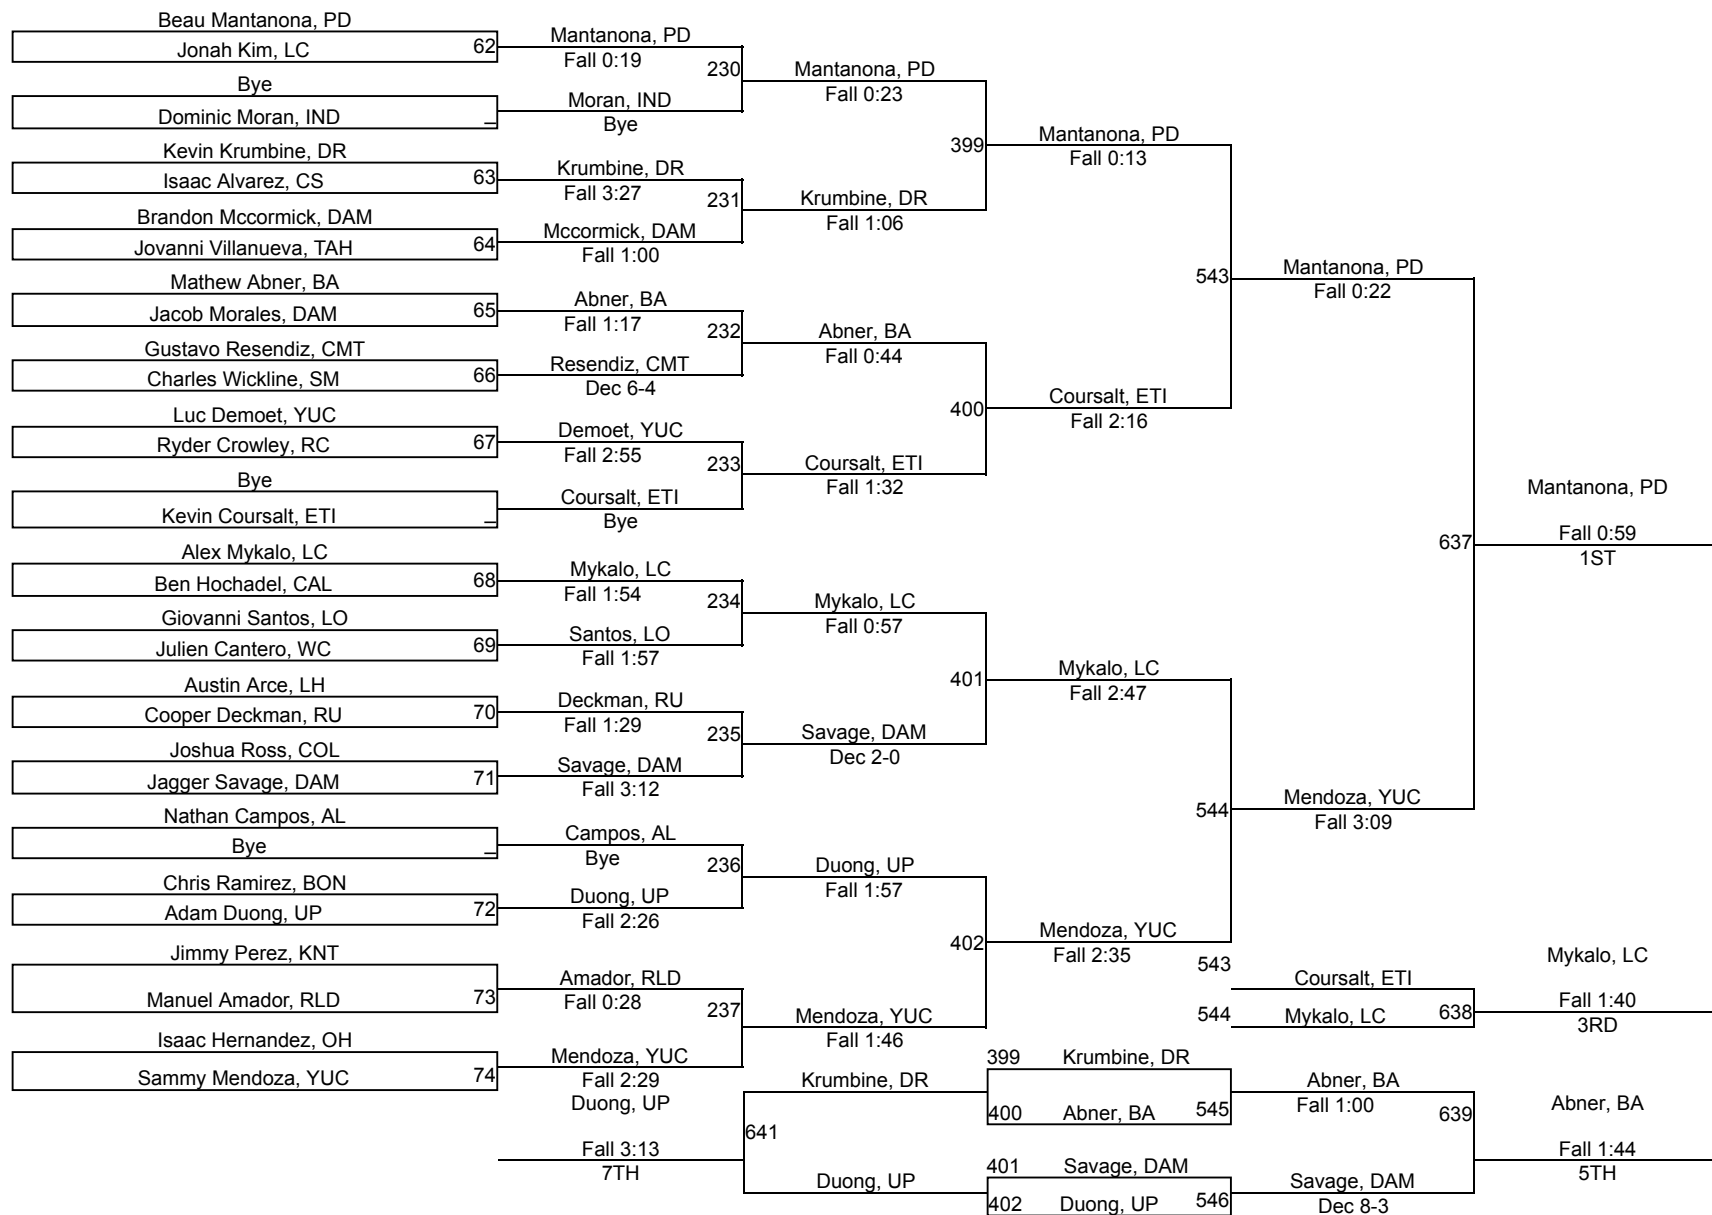 Beau Mantanona, PD
Jonah Kim, LC
62
Bye
Dominic Moran, IND
_
Kevin Krumbine, DR
Isaac Alvarez, CS
63
Brandon Mccormick, DAM
Jovanni Villanueva, TAH
64
Mathew Abner, BA
Jacob Morales, DAM
65
Gustavo Resendiz, CMT
Charles Wickline, SM
66
Luc Demoet, YUC
Ryder Crowley, RC
67
Bye
Kevin Coursalt, ETI
_
Alex Mykalo, LC
Ben Hochadel, CAL
68
Giovanni Santos, LO
Julien Cantero, WC
69
Austin Arce, LH
Cooper Deckman, RU
70
Joshua Ross, COL
Jagger Savage, DAM
71
Nathan Campos, AL
Bye
_
Chris Ramirez, BON
Adam Duong, UP
72
Jimmy Perez, KNT
Manuel Amador, RLD
73
Isaac Hernandez, OH
Sammy Mendoza, YUC
74
Mantanona, PD
Fall 0:19
230
Moran, IND
Bye
Krumbine, DR
Fall 3:27
231
Mccormick, DAM
Fall 1:00
Abner, BA
Fall 1:17
232
Resendiz, CMT
Dec 6-4
Demoet, YUC
Fall 2:55
233
Coursalt, ETI
Bye
Mykalo, LC
Fall 1:54
234
Santos, LO
Fall 1:57
Deckman, RU
Fall 1:29
235
Savage, DAM
Fall 3:12
Campos, AL
Bye
236
Duong, UP
Fall 2:26
Amador, RLD
Fall 0:28
237
Mendoza, YUC
Fall 2:29
Duong, UP
Fall 3:13
7TH
Mantanona, PD
Fall 0:23
399
Krumbine, DR
Fall 1:06
Abner, BA
Fall 0:44
400
Coursalt, ETI
Fall 1:32
Mykalo, LC
Fall 0:57
401
Savage, DAM
Dec 2-0
Duong, UP
Fall 1:57
402
Mendoza, YUC
Fall 1:46
Krumbine, DR
641
Duong, UP
Mantanona, PD
Fall 0:13
543
Coursalt, ETI
Fall 2:16
Mykalo, LC
Fall 2:47
544
Mendoza, YUC
Fall 2:35
399 Krumbine, DR
400 Abner, BA
545
401 Savage, DAM
402 Duong, UP
546
Mantanona, PD
Fall 0:22
637
Mendoza, YUC
Fall 3:09
543
Coursalt, ETI
544
Mykalo, LC
638
Abner, BA
Fall 1:00
639
Savage, DAM
Dec 8-3
Mantanona, PD
Fall 0:59
1ST
Mykalo, LC
Fall 1:40
3RD
Abner, BA
Fall 1:44
5TH